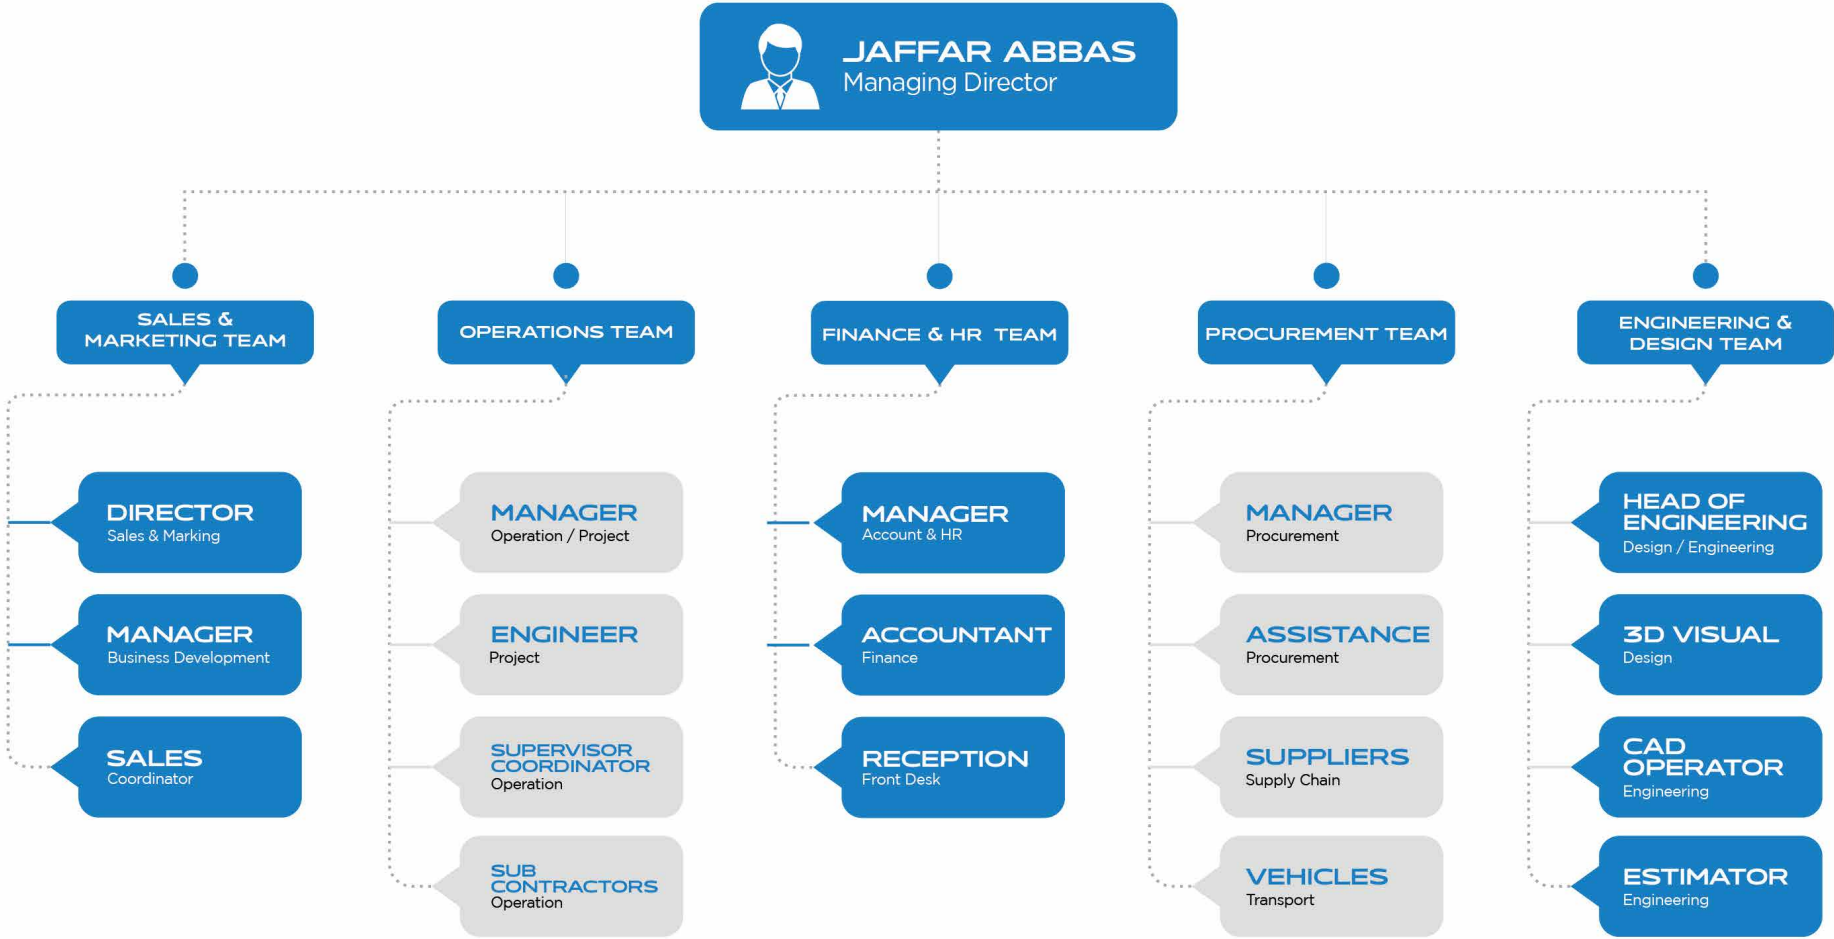 JAFFAR ABBAS
Managing Director
SALES &
MARKETING TEAM
OPERATIONS TEAM
FINANCE & HR TEAM
PROCUREMENT TEAM
ENGINEERING &
DESIGN TEAM
DIRECTOR
Sales & Marking
MANAGER
Business Development
SALES
Coordinator
MANAGER
Operation / Project
ENGINEER
Project
SUPERVISOR
COORDINATOR
Operation
SUB
CONTRACTORS
Operation
MANAGER
Account & HR
ACCOUNTANT
Finance
RECEPTION
Front Desk
MANAGER
Procurement
ASSISTANCE
Procurement
SUPPLIERS
Supply Chain
VEHICLES
Transport
HEAD OF
ENGINEERING
Design / Engineering
3D VISUAL
Design
CAD
OPERATOR
Engineering
ESTIMATOR
Engineering